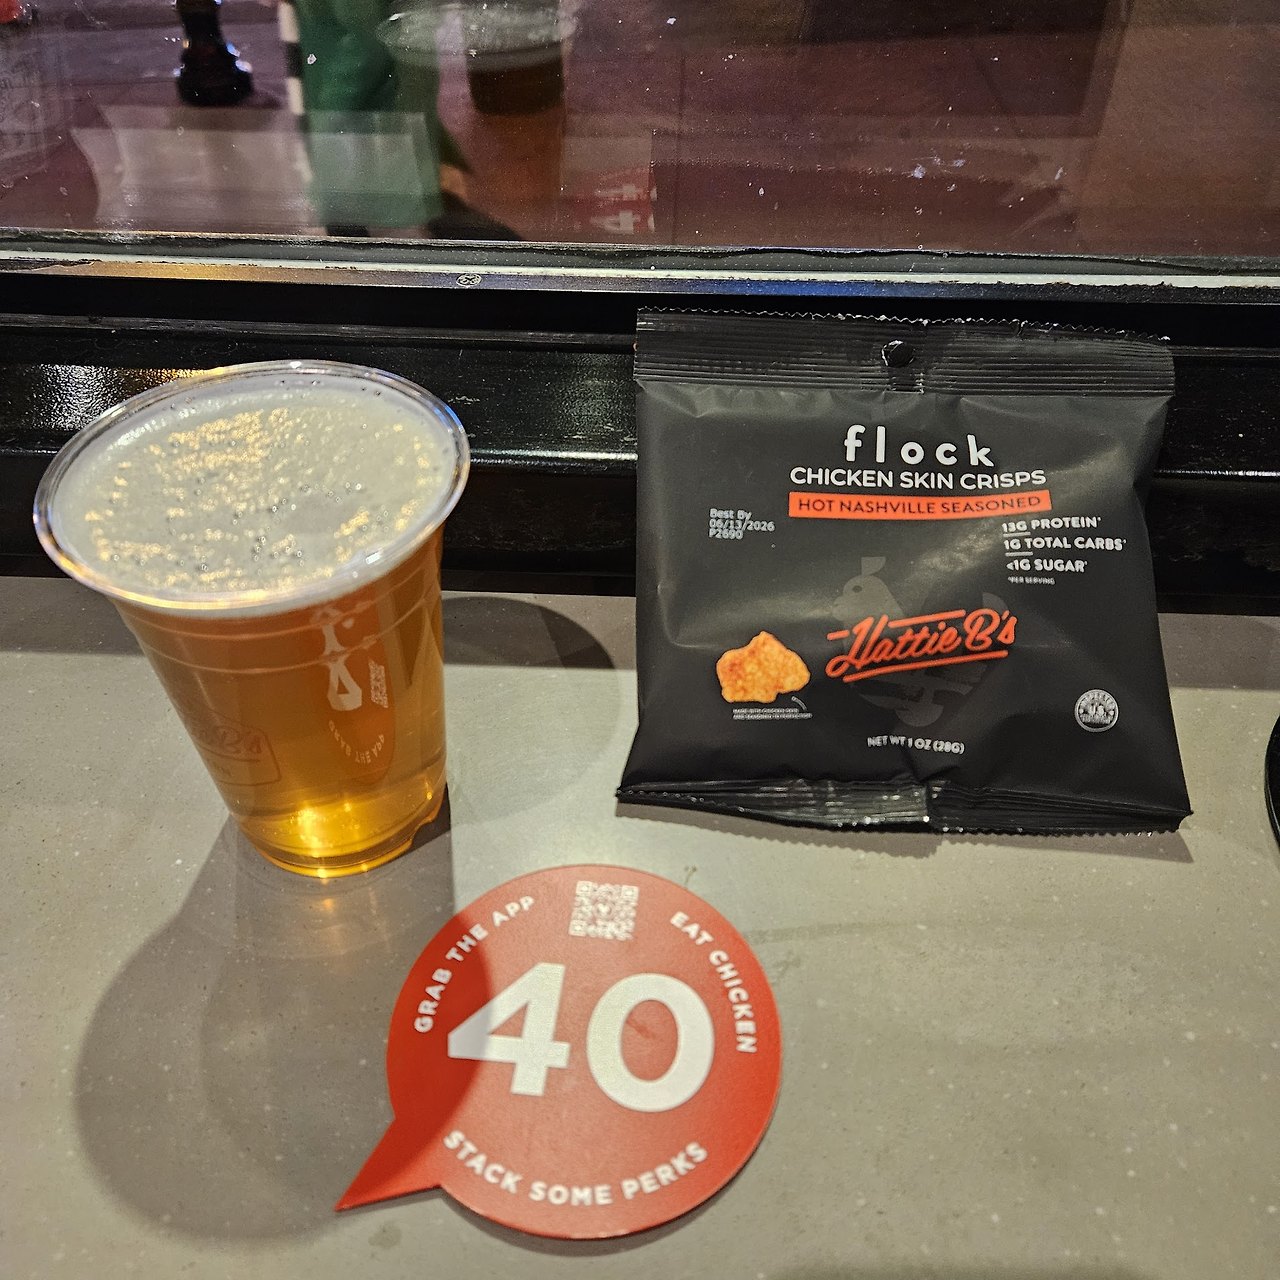 flock
CHICKEN SKIN CRISPS
HOT NASHVILLE SEASONED
Best By
06/13/2026
P2690
13G PROTEIN*
1G TOTAL CARBS*
<1G SUGAR*
*PER SERVING
Hattie B's
NET WT 1 OZ (28G)
U.S.
GRAB THE APP
EAT CHICKEN
40
STACK SOME PERKS